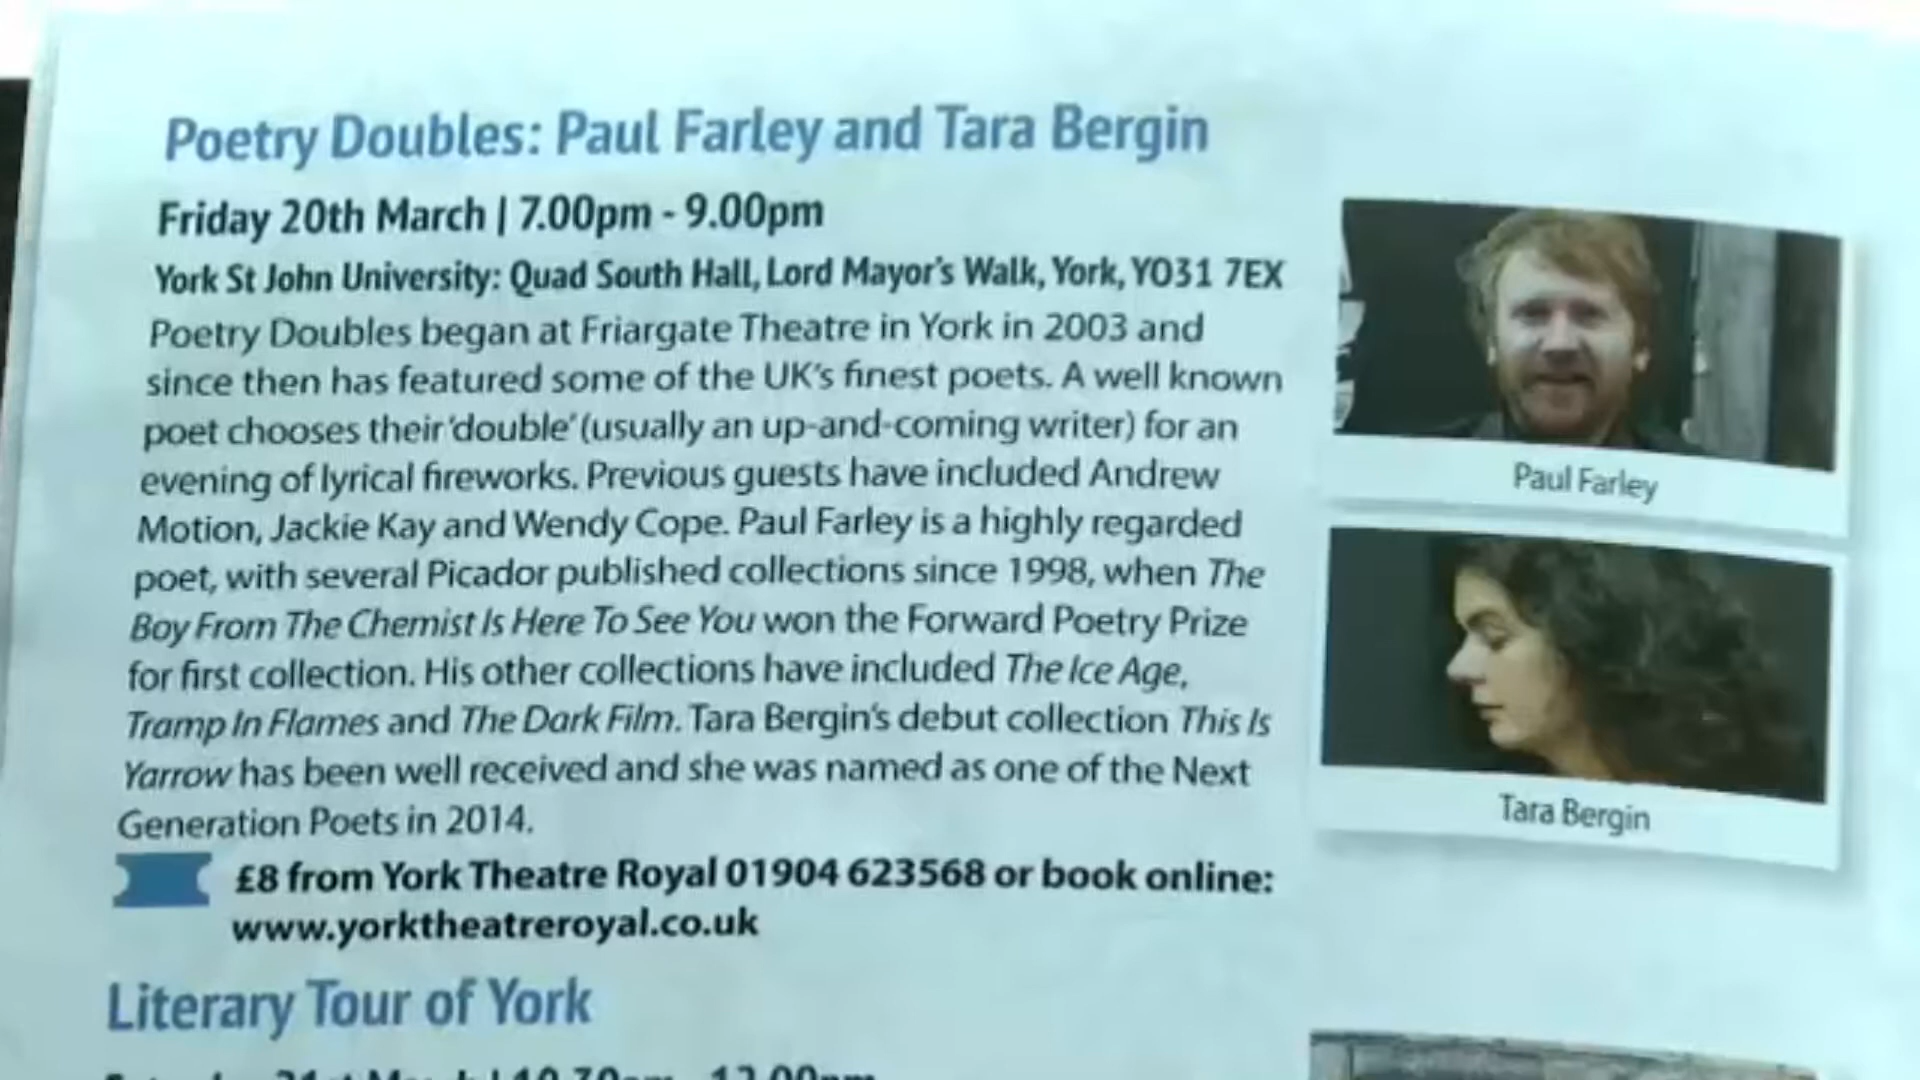 Poetry Doubles: Paul Farley and Tara Bergin
Friday 20th March | 7.00pm - 9.00pm
York St John University: Quad South Hall, Lord Mayor's Walk, York, YO31 7EX
Poetry Doubles began at Friargate Theatre in York in 2003 and
since then has featured some of the UK's finest poets. A well known
poet chooses their 'double' (usually an up-and-coming writer) for an
evening of lyrical fireworks. Previous guests have included Andrew
Motion, Jackie Kay and Wendy Cope. Paul Farley is a highly regarded
poet, with several Picador published collections since 1998, when The
Boy From The Chemist Is Here To See You won the Forward Poetry Prize
for first collection. His other collections have included The Ice Age,
Tramp In Flames and The Dark Film. Tara Bergin's debut collection This Is
Yarrow has been well received and she was named as one of the Next
Generation Poets in 2014.
£8 from York Theatre Royal 01904 623568 or book online:
www.yorktheatreroyal.co.uk
Paul Farley
Tara Bergin
Literary Tour of York
Saturday 21st March | 10.30am - 12.00pm